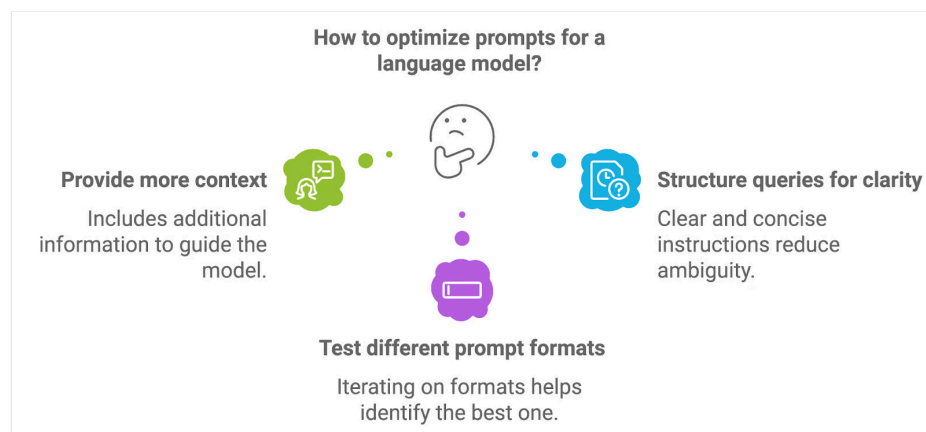 How to optimize prompts for a
language model?
Provide more context
Includes additional
information to guide the
model.
Structure queries for clarity
Clear and concise
instructions reduce
ambiguity.
Test different prompt formats
Iterating on formats helps
identify the best one.